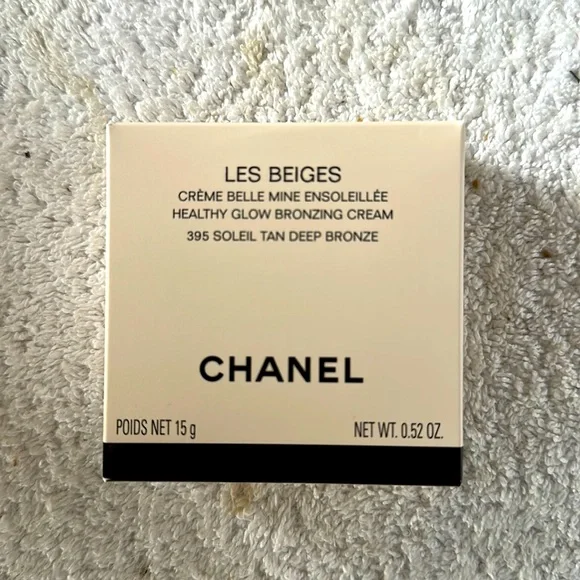 LES BEIGES
CRÈME BELLE MINE ENSOLEILLÉE
HEALTHY GLOW BRONZING CREAM
395 SOLEIL TAN DEEP BRONZE
CHANEL
POIDS NET 15 g NET WT. 0.52 OZ.